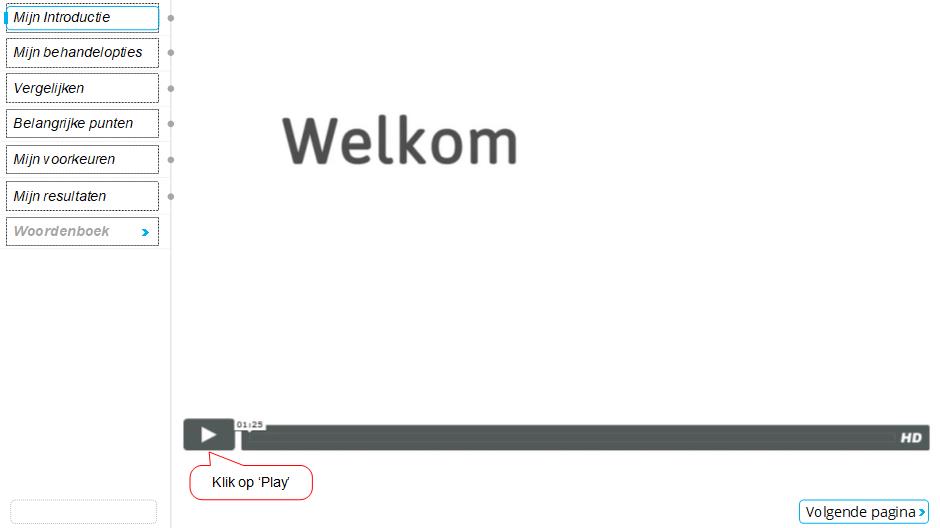 Mijn Introductie
Mijn behandelopties
Vergelijken
Belangrijke punten
Mijn voorkeuren
Mijn resultaten
Woordenboek
Welkom
01:25
HD
Klik op 'Play'
Volgende pagina